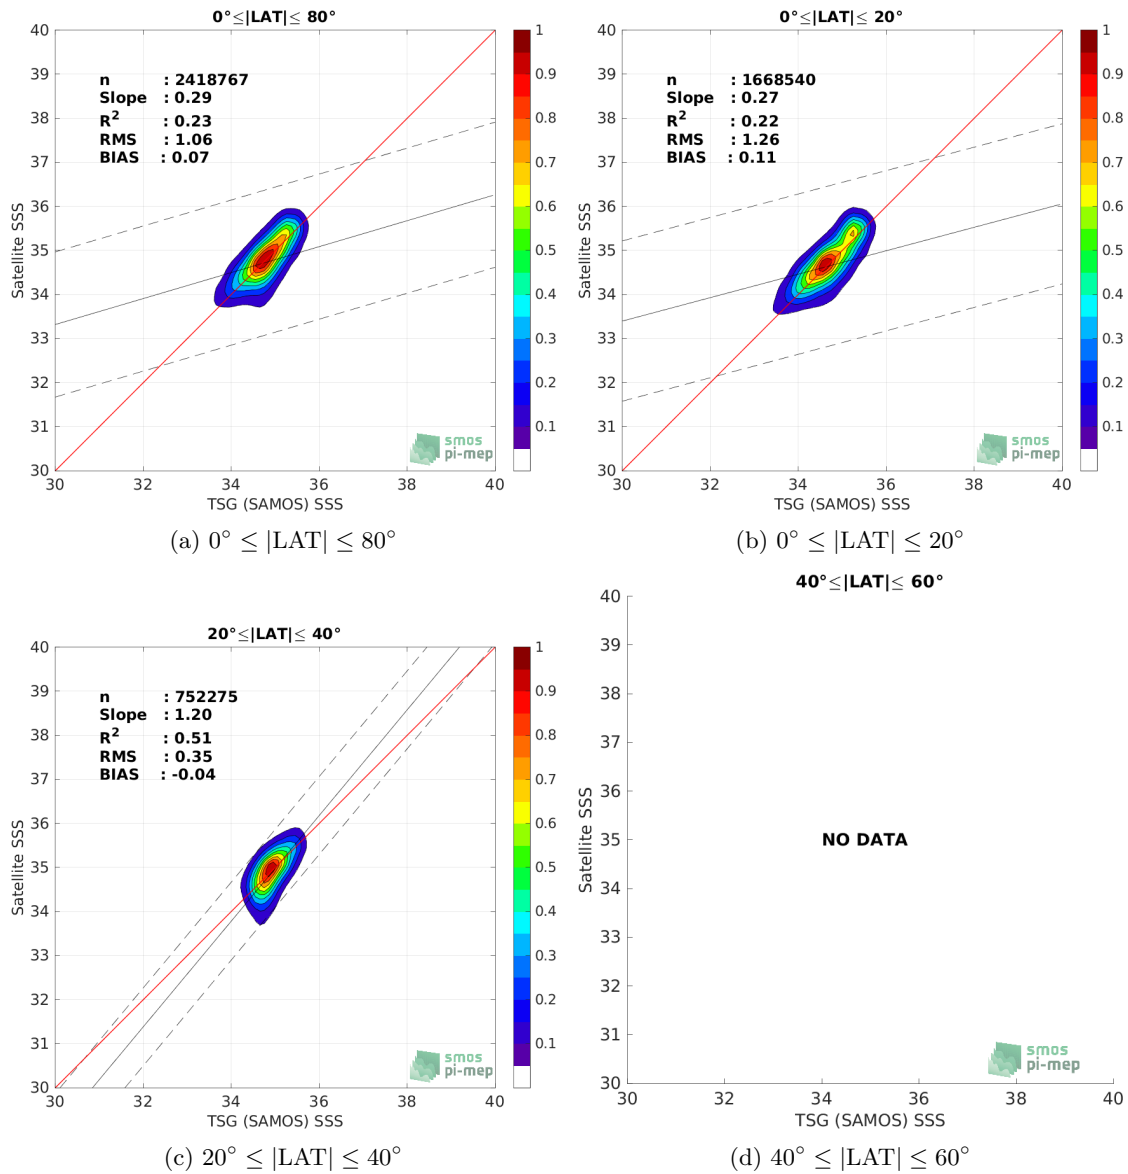 0°≤|LAT|≤ 80°
40
39
38
37
36
35
34
33
32
31
30
30
32
34
36
38
40
Satellite SSS
TSG (SAMOS) SSS
n : 2418767
Slope : 0.29
R² : 0.23
RMS : 1.06
BIAS : 0.07
smos
pi-mep
1
0.9
0.8
0.7
0.6
0.5
0.4
0.3
0.2
0.1
(a) 0° ≤ |LAT| ≤ 80°
0°≤|LAT|≤ 20°
40
39
38
37
36
35
34
33
32
31
30
30
32
34
36
38
40
Satellite SSS
TSG (SAMOS) SSS
n : 1668540
Slope : 0.27
R² : 0.22
RMS : 1.26
BIAS : 0.11
smos
pi-mep
1
0.9
0.8
0.7
0.6
0.5
0.4
0.3
0.2
0.1
(b) 0° ≤ |LAT| ≤ 20°
20°≤|LAT|≤ 40°
40
39
38
37
36
35
34
33
32
31
30
30
32
34
36
38
40
Satellite SSS
TSG (SAMOS) SSS
n : 752275
Slope : 1.20
R² : 0.51
RMS : 0.35
BIAS : -0.04
smos
pi-mep
1
0.9
0.8
0.7
0.6
0.5
0.4
0.3
0.2
0.1
(c) 20° ≤ |LAT| ≤ 40°
40°≤|LAT|≤ 60°
40
39
38
37
36
35
34
33
32
31
30
30
32
34
36
38
40
Satellite SSS
TSG (SAMOS) SSS
NO DATA
smos
pi-mep
(d) 40° ≤ |LAT| ≤ 60°